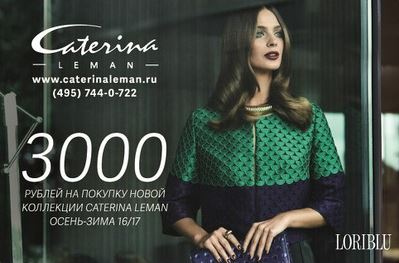 Caterina
LEMAN
www.caterinaleman.ru
(495) 744-0-722
3000
РУБЛЕЙ НА ПОКУПКУ НОВОЙ
КОЛЛЕКЦИИ CATERINA LEMAN
ОСЕНЬ-ЗИМА 16/17
LORIBLU